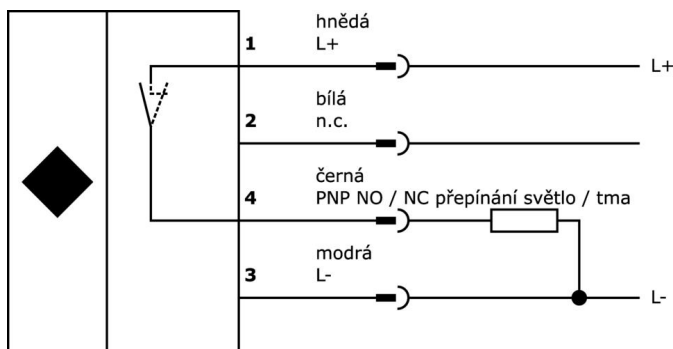 hnědá
1 L+ L+
bílá
2 n.c.
černá
4 PNP NO / NC přepínání světlo / tma
modrá
3 L- L-